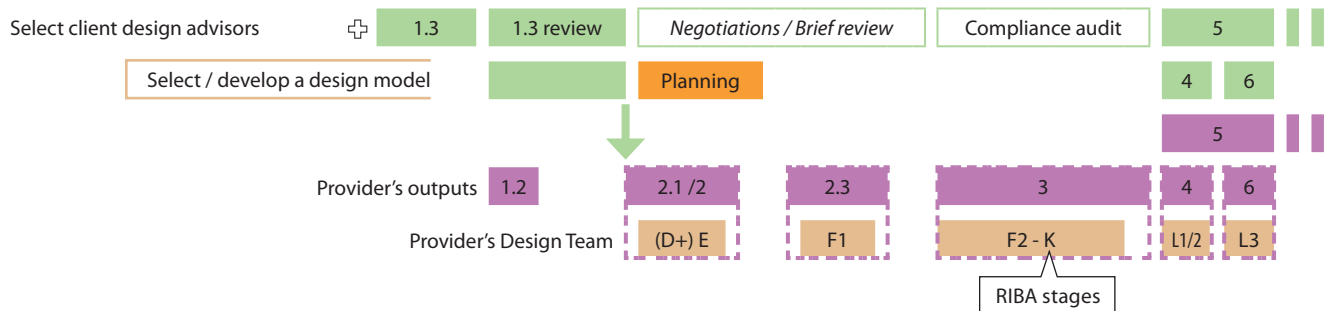 Select client design advisors 1.3 1.3 review Negotiations / Brief review Compliance audit 5
Select / develop a design model Planning 4 6
5
Provider's outputs 1.2 2.1 /2 2.3 3 4 6
Provider's Design Team (D+) E F1 F2 - K L1/2 L3
RIBA stages